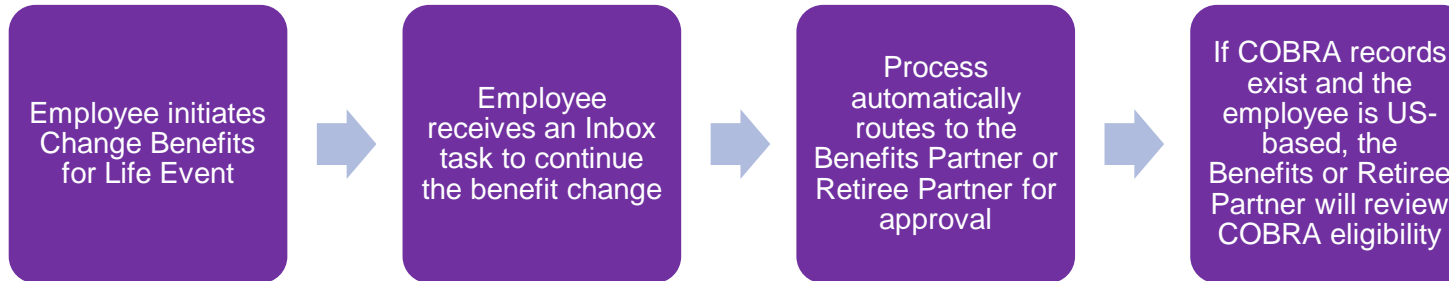 Employee initiates
Change Benefits
for Life Event
Employee
receives an Inbox
task to continue
the benefit change
Process
automatically
routes to the
Benefits Partner or
Retiree Partner for
approval
If COBRA records
exist and the
employee is US-
based, the
Benefits or Retiree
Partner will review
COBRA eligibility